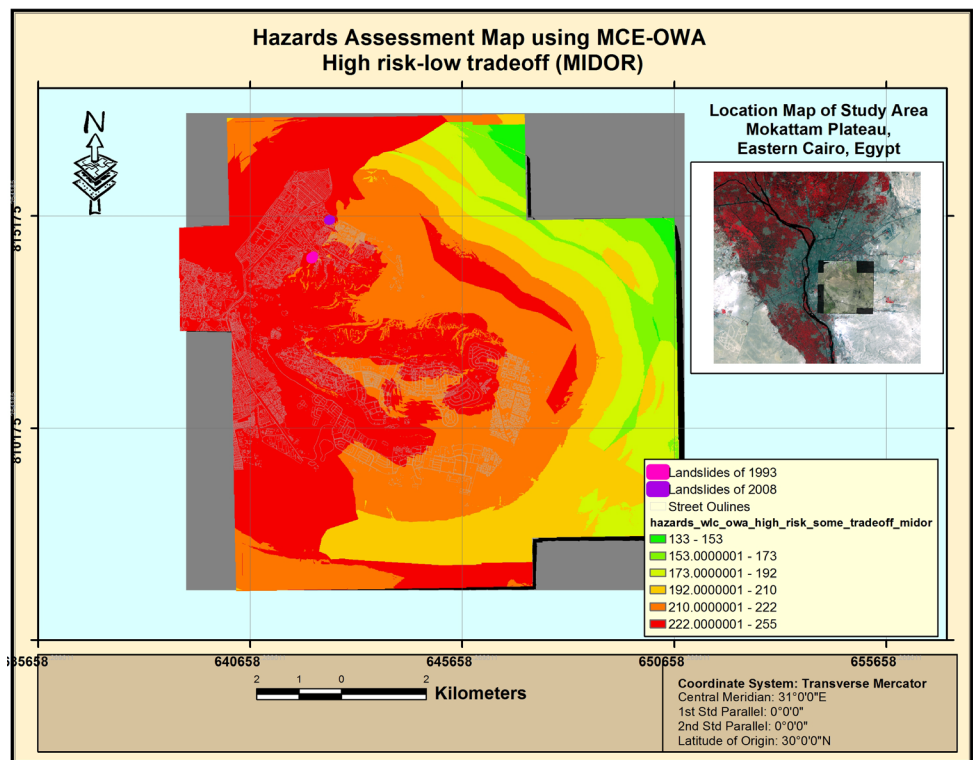 Hazards Assessment Map using MCE-OWA
High risk-low tradeoff (MIDOR)
N
Location Map of Study Area
Mokattam Plateau,
Eastern Cairo, Egypt
815175
810175
Landslides of 1993
Landslides of 2008
Street Oulines
hazards_wlc_owa_high_risk_some_tradeoff_midor
133 - 153
153.0000001 - 173
173.0000001 - 192
192.0000001 - 210
210.0000001 - 222
222.0000001 - 255
640658
645658
650658
655658
2 1 0 2
Kilometers
Coordinate System: Transverse Mercator
Central Meridian: 31°0'0"E
1st Std Parallel: 0°0'0"
2nd Std Parallel: 0°0'0"
Latitude of Origin: 30°0'0"N